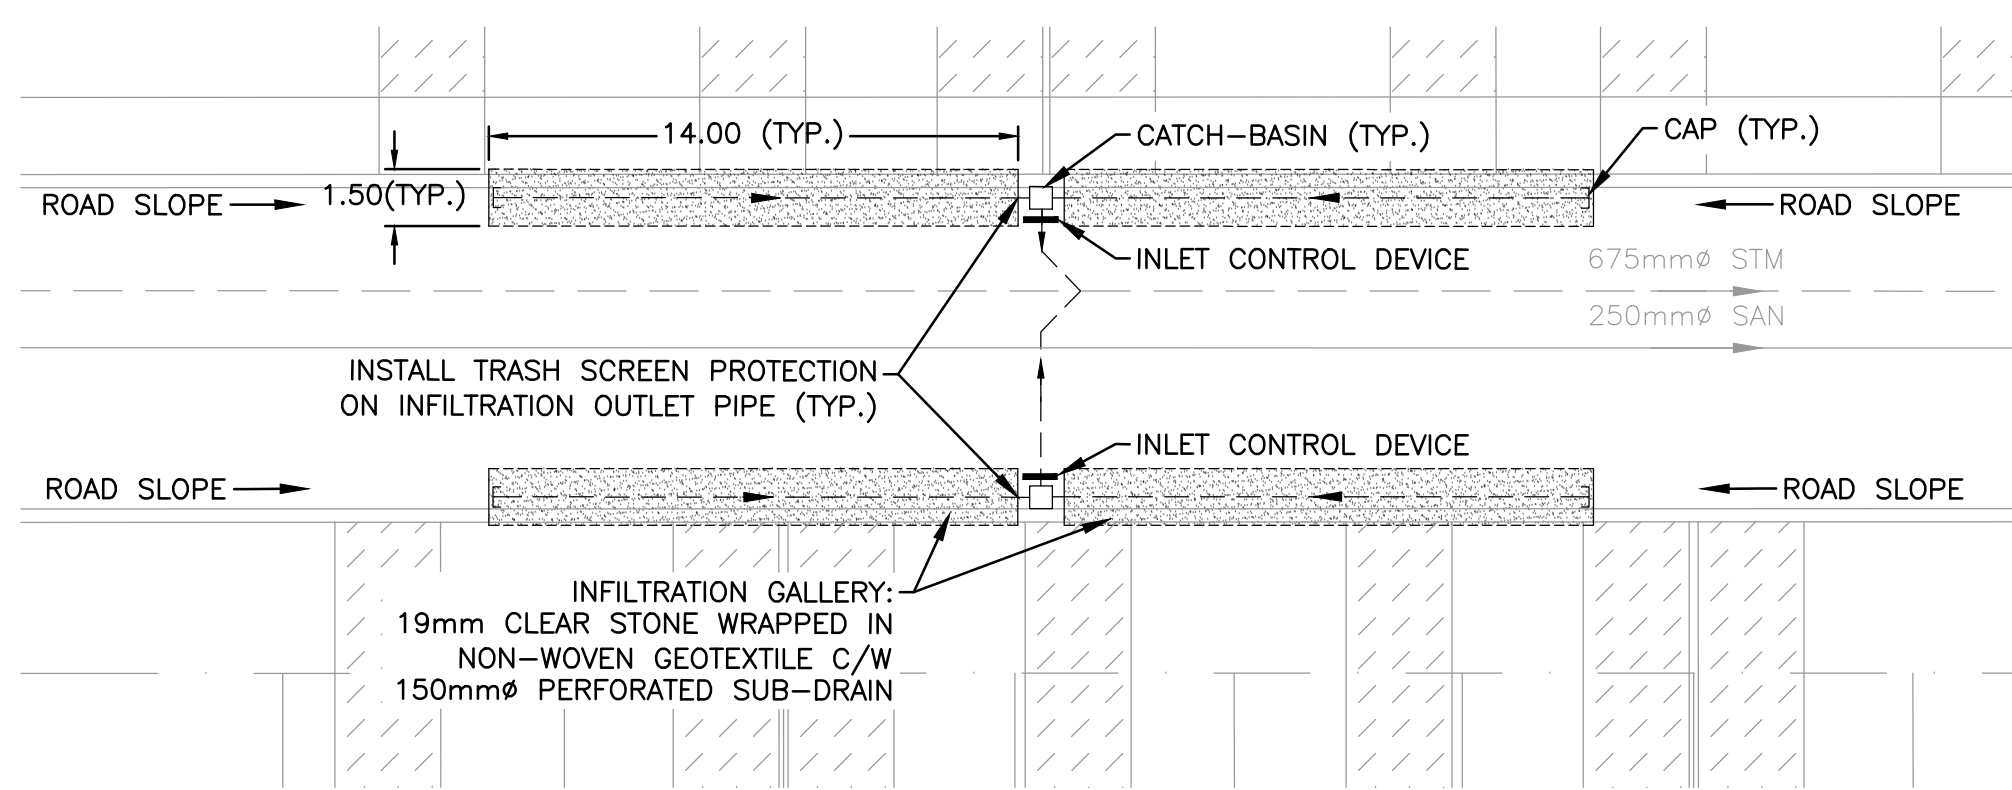 14.00 (TYP.)
CATCH-BASIN (TYP.)
CAP (TYP.)
ROAD SLOPE
1.50(TYP.)
ROAD SLOPE
INLET CONTROL DEVICE
675mmø STM
250mmø SAN
INSTALL TRASH SCREEN PROTECTION
ON INFILTRATION OUTLET PIPE (TYP.)
INLET CONTROL DEVICE
ROAD SLOPE
ROAD SLOPE
INFILTRATION GALLERY:
19mm CLEAR STONE WRAPPED IN
NON-WOVEN GEOTEXTILE C/W
150mmø PERFORATED SUB-DRAIN